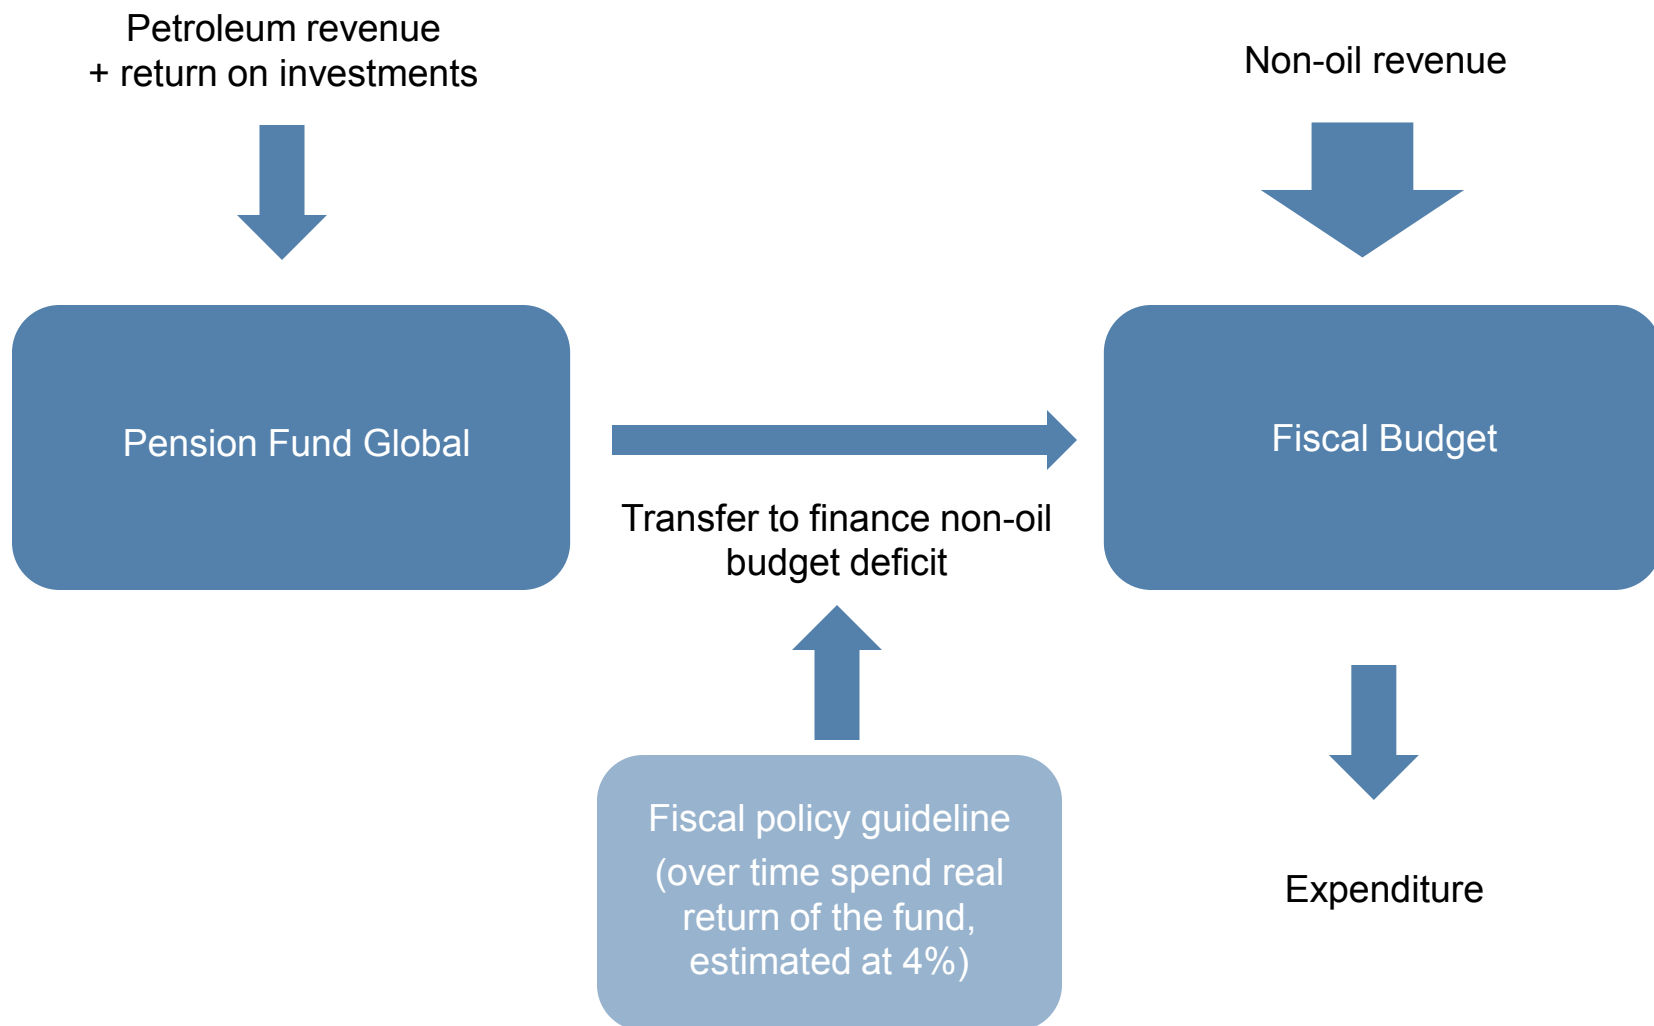 Petroleum revenue
+ return on investments
Non-oil revenue
Pension Fund Global
Fiscal Budget
Transfer to finance non-oil
budget deficit
Fiscal policy guideline
(over time spend real
return of the fund,
estimated at 4%)
Expenditure